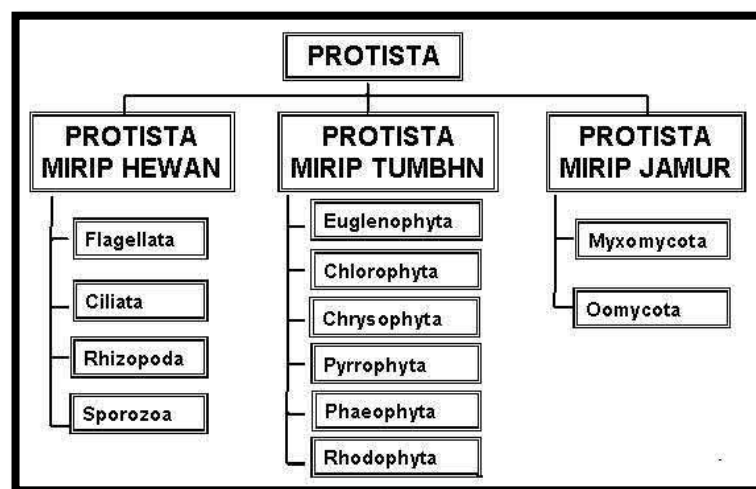 PROTISTA
PROTISTA
MIRIP HEWAN
Flagellata
Ciliata
Rhizopoda
Sporozoa
PROTISTA
MIRIP TUMBHN
Euglenophyta
Chlorophyta
Chrysophyta
Pyrrophyta
Phaeophyta
Rhodophyta
PROTISTA
MIRIP JAMUR
Myxomycota
Oomycota